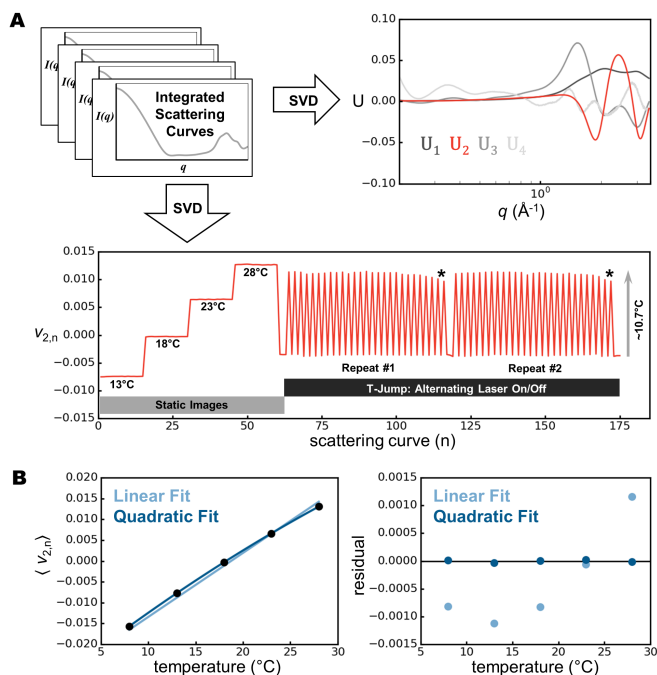 A
I(q
I(q
I(q
I(q)
Integrated
Scattering
Curves
q
SVD
SVD
0.10
0.05
0.00
−0.05
−0.10
U
U1 U2 U3 U4
10^0
q (Å-1)
0.015
0.010
0.005
0.000
−0.005
−0.010
−0.015
v2,n
13°C
18°C
23°C
28°C
*
*
~10.7°C
Repeat #1
Repeat #2
T-Jump: Alternating Laser On/Off
Static Images
0 25 50 75 100 125 150 175
scattering curve (n)
B
0.020
0.015
0.010
0.005
0.000
−0.005
−0.010
−0.015
−0.020
⟨ v2,n⟩
Linear Fit
Quadratic Fit
5 10 15 20 25 30
temperature (°C)
0.0015
0.0010
0.0005
0.0000
−0.0005
−0.0010
−0.0015
residual
Linear Fit
Quadratic Fit
5 10 15 20 25 30
temperature (°C)